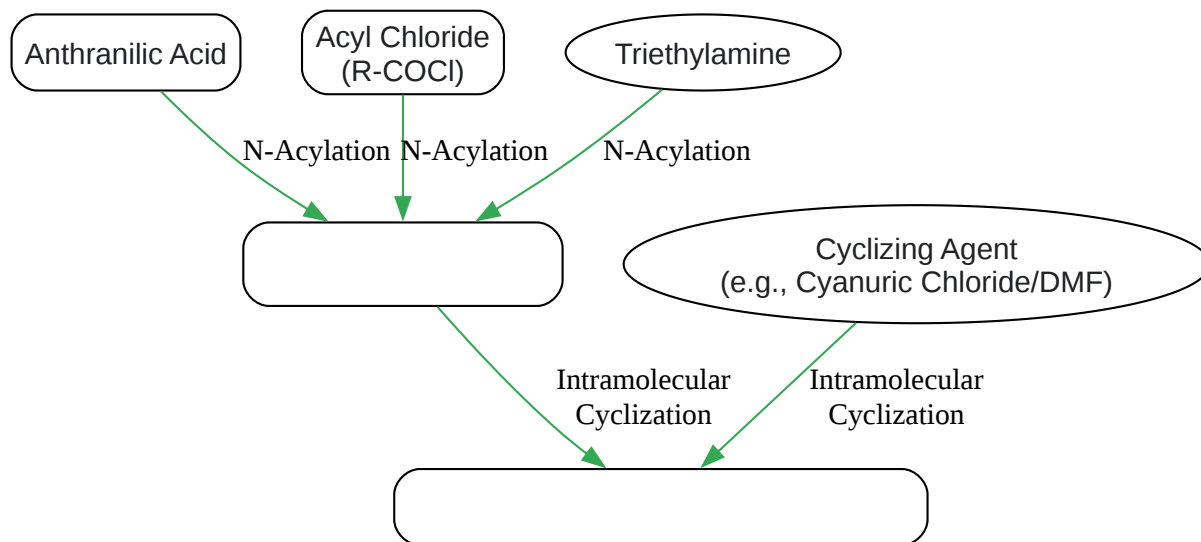 Anthranilic Acid
Acyl Chloride
(R-COCl)
Triethylamine
N-Acylation
N-Acylation
N-Acylation
Cyclizing Agent
(e.g., Cyanuric Chloride/DMF)
Intramolecular
Cyclization
Intramolecular
Cyclization